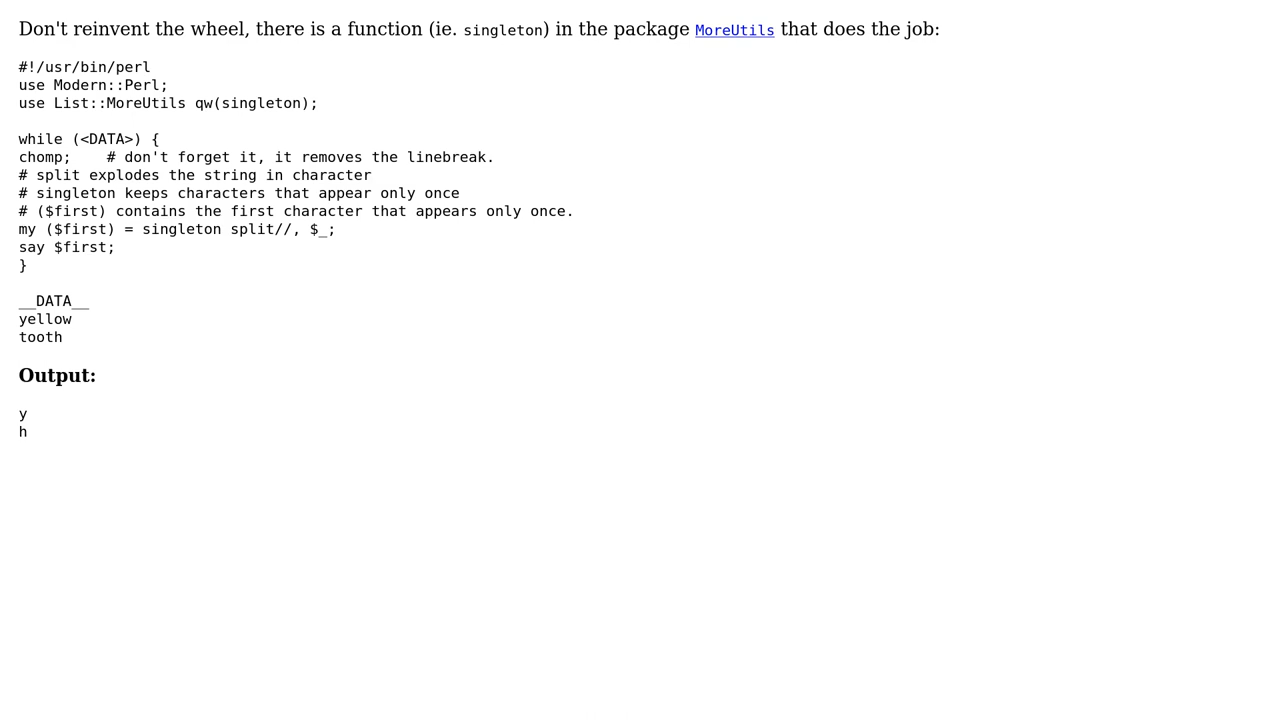 Don't reinvent the wheel, there is a function (ie. singleton) in the package MoreUtils that does the job:
#!/usr/bin/perl
use Modern::Perl;
use List::MoreUtils qw(singleton);
while (<DATA>) {
chomp;    # don't forget it, it removes the linebreak.
# split explodes the string in character
# singleton keeps characters that appear only once
# ($first) contains the first character that appears only once.
my ($first) = singleton split//, $_;
say $first;
}
__DATA__
yellow
tooth
Output:
y
h